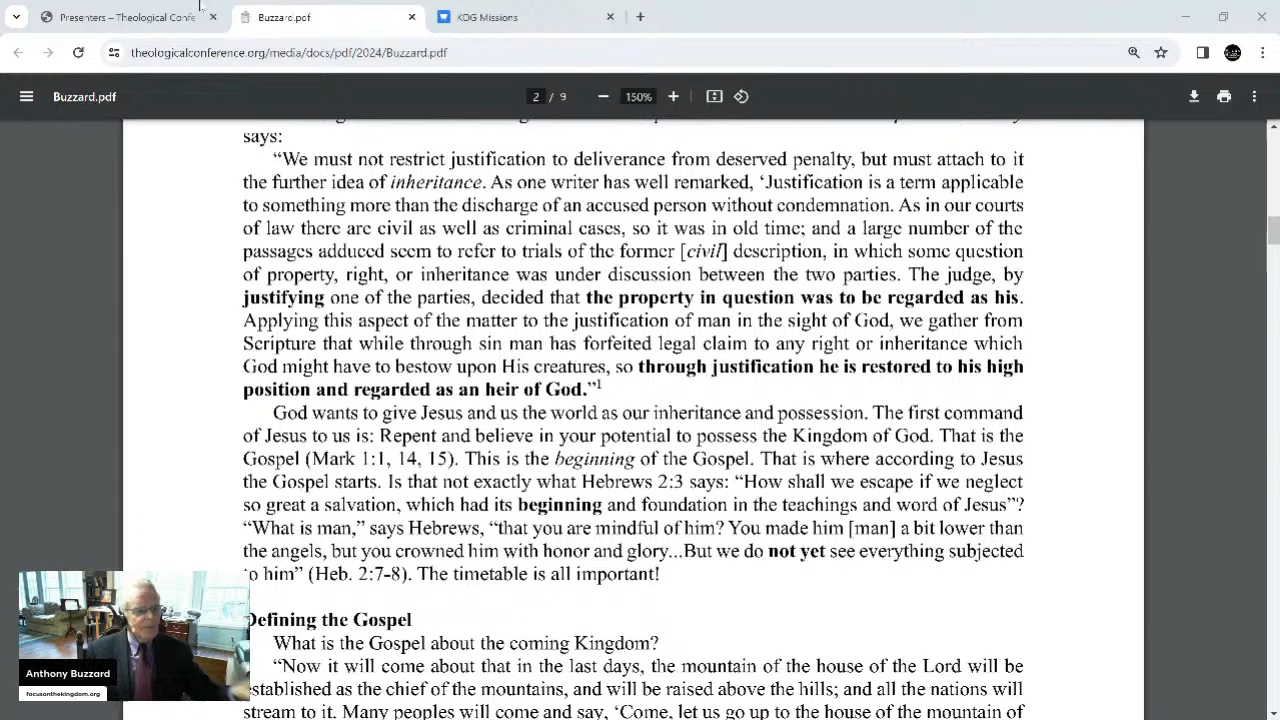 Presenters – Theological Confe
Buzzard.pdf
KOG Missions
theologicalconference.org/media/docs/pdf/2024/Buzzard.pdf
Buzzard.pdf
2 / 9
150%
says:
“We must not restrict justification to deliverance from deserved penalty, but must attach to it
the further idea of inheritance. As one writer has well remarked, ‘Justification is a term applicable
to something more than the discharge of an accused person without condemnation. As in our courts
of law there are civil as well as criminal cases, so it was in old time; and a large number of the
passages adduced seem to refer to trials of the former [civil] description, in which some question
of property, right, or inheritance was under discussion between the two parties. The judge, by
justifying one of the parties, decided that the property in question was to be regarded as his.
Applying this aspect of the matter to the justification of man in the sight of God, we gather from
Scripture that while through sin man has forfeited legal claim to any right or inheritance which
God might have to bestow upon His creatures, so through justification he is restored to his high
position and regarded as an heir of God.”1
God wants to give Jesus and us the world as our inheritance and possession. The first command
of Jesus to us is: Repent and believe in your potential to possess the Kingdom of God. That is the
Gospel (Mark 1:1, 14, 15). This is the beginning of the Gospel. That is where according to Jesus
the Gospel starts. Is that not exactly what Hebrews 2:3 says: “How shall we escape if we neglect
so great a salvation, which had its beginning and foundation in the teachings and word of Jesus”?
“What is man,” says Hebrews, “that you are mindful of him? You made him [man] a bit lower than
the angels, but you crowned him with honor and glory...But we do not yet see everything subjected
to him” (Heb. 2:7-8). The timetable is all important!
Defining the Gospel
What is the Gospel about the coming Kingdom?
“Now it will come about that in the last days, the mountain of the house of the Lord will be
established as the chief of the mountains, and will be raised above the hills; and all the nations will
stream to it. Many peoples will come and say, ‘Come, let us go up to the house of the mountain of
Anthony Buzzard
focusonthekingdom.org